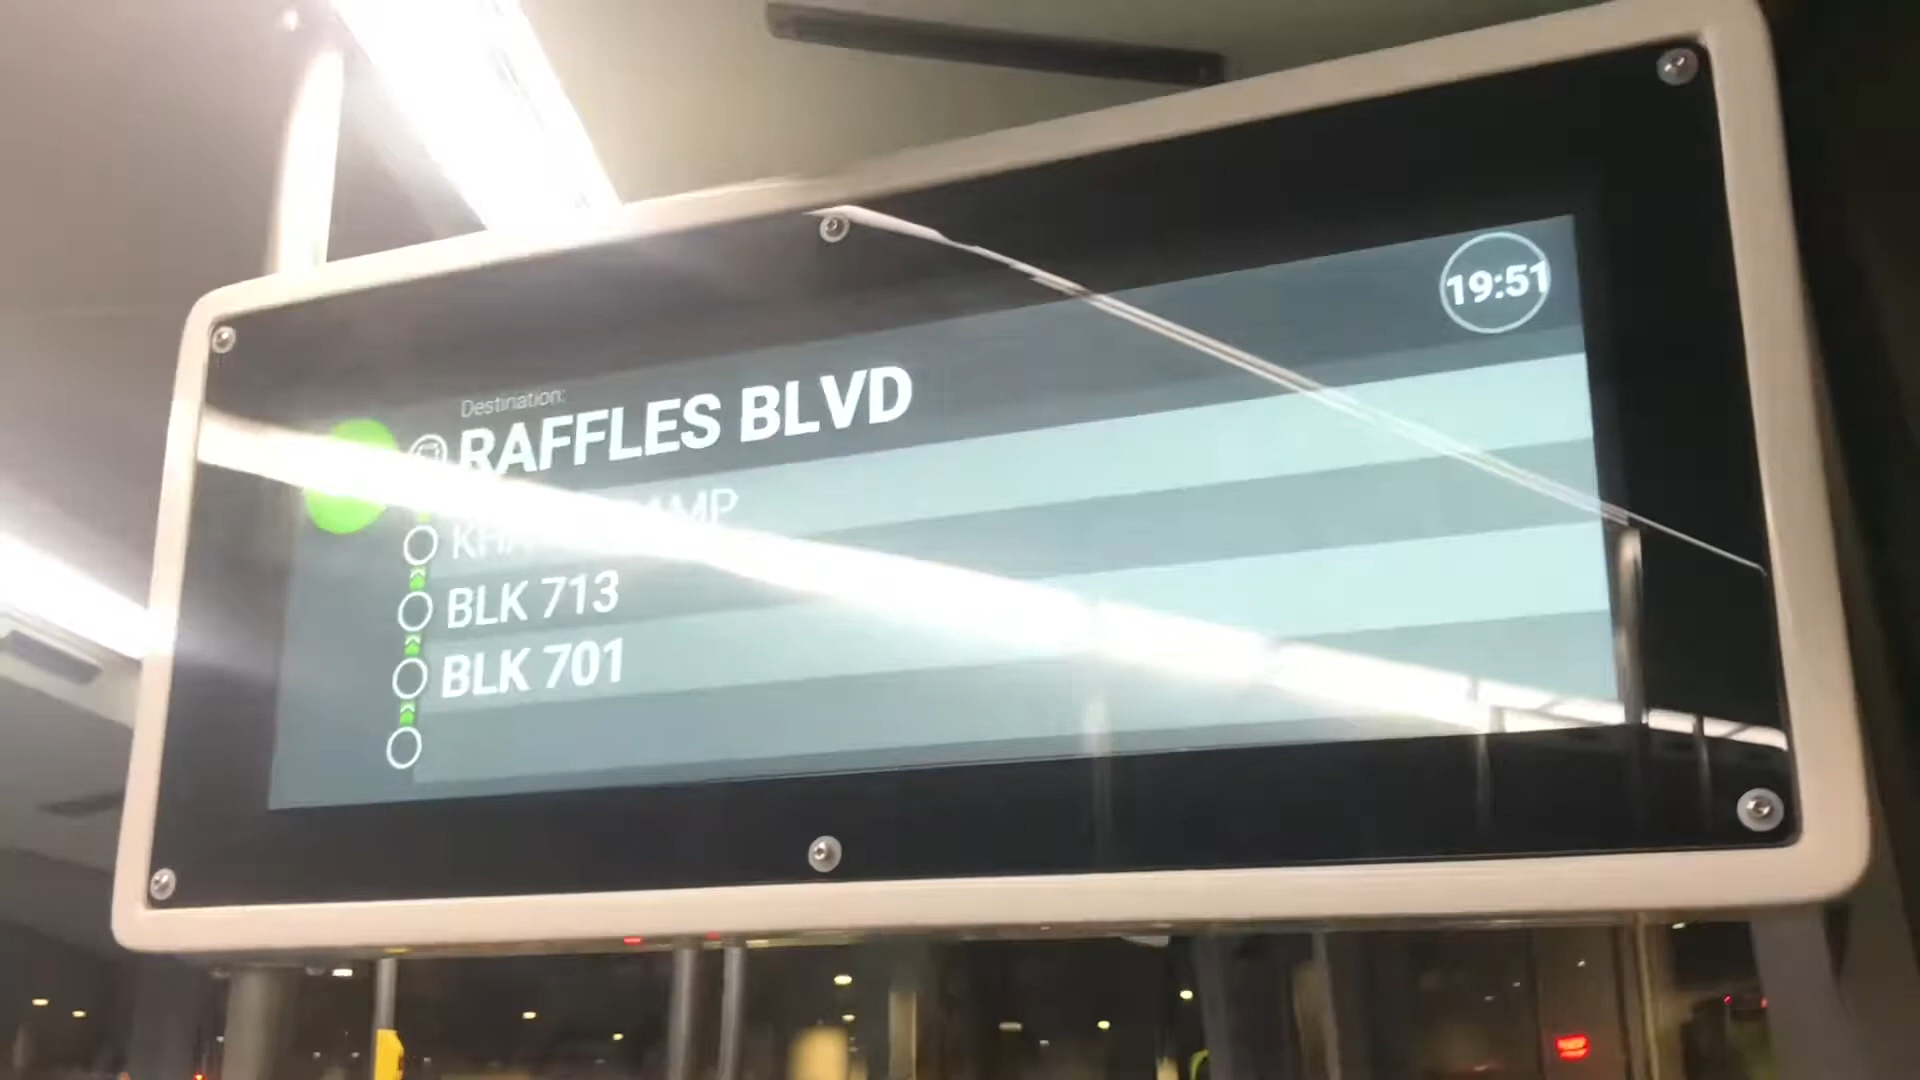 19:51
Destination:
RAFFLES BLVD
BLK 713
BLK 701